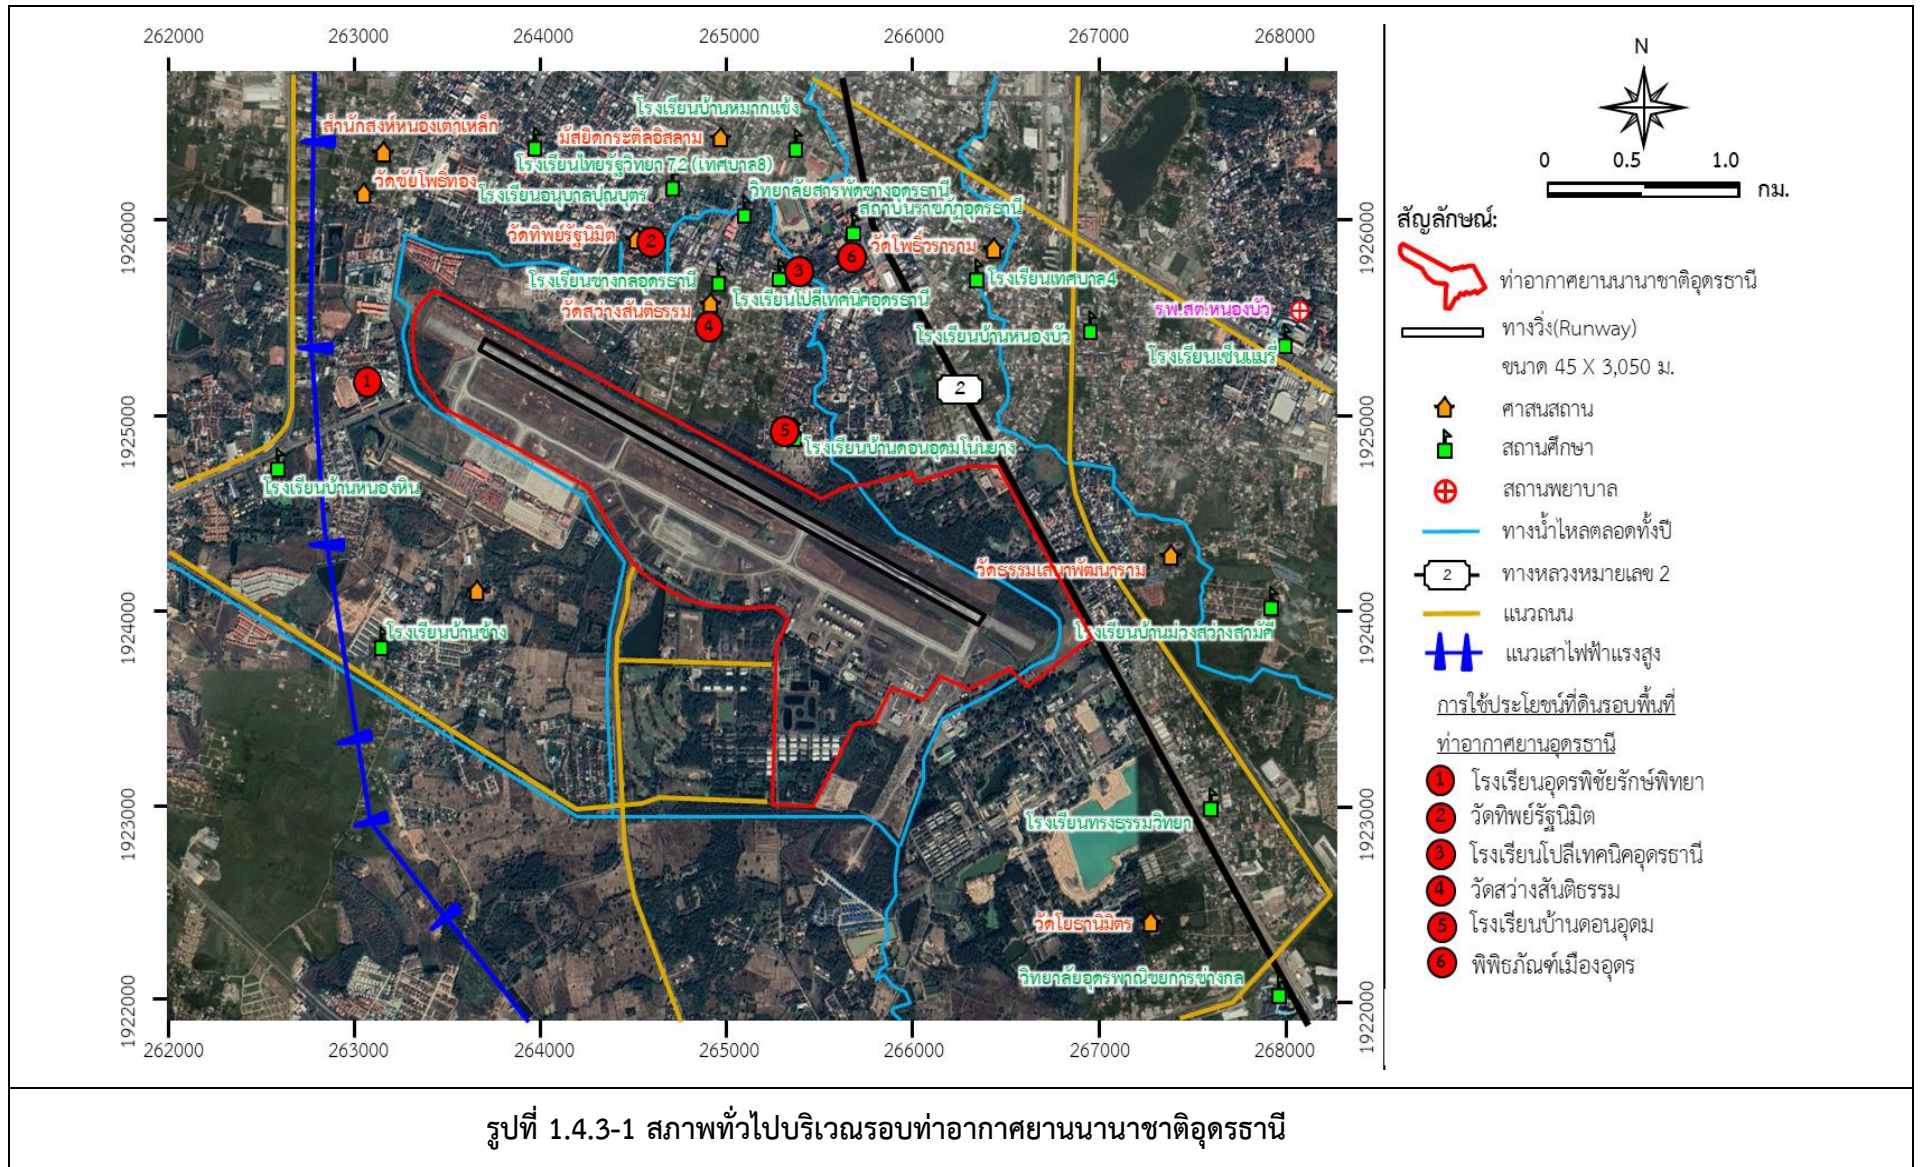 262000 263000 264000 265000 266000 267000 268000
1926000
1925000
1924000
1923000
1922000
สำนักสงฆ์หนองเตาเหล็ก
วัดชัยโพธิ์ทอง
โรงเรียนบ้านหมากแข้ง
มัสยิดกระติลอิสลาม
โรงเรียนไทยรัฐวิทยา 72 (เทศบาล8)
โรงเรียนอนุบาลปุณบุตร
วิทยาลัยสารพัดช่างอุดรธานี
สถาบันราชภัฏอุดรธานี
วัดทิพย์รัฐนิมิต
2
6
วัดโพธิ์วราราม
3
โรงเรียนช่างกลอุดรธานี
โรงเรียนโปลีเทคนิคอุดรธานี
โรงเรียนเทศบาล4
วัดสว่างสันติธรรม
4
รพ.สต.หนองบัว
โรงเรียนบ้านหนองบัว
โรงเรียนเซ็นแมรี่
1
2
5
โรงเรียนบ้านดอนอุดมโน่นยาง
โรงเรียนบ้านหนองหิน
วัดธรรมเสนาพัฒนาราม
โรงเรียนบ้านช้าง
โรงเรียนบ้านม่วงสว่างสามัคี
โรงเรียนทรงธรรมวิทยา
วัดโยธานิมิตร
วิทยาลัยอุดรพาณิชยการช่างกล
1926000
1925000
1924000
1923000
1922000
262000 263000 264000 265000 266000 267000 268000
N
0 0.5 1.0
กม.
สัญลักษณ์:
ท่าอากาศยานนานาชาติอุดรธานี
ทางวิ่ง(Runway)
ขนาด 45 X 3,050 ม.
ศาสนสถาน
สถานศึกษา
สถานพยาบาล
ทางน้ำไหลตลอดทั้งปี
2 ทางหลวงหมายเลข 2
แนวถนน
แนวเสาไฟฟ้าแรงสูง
การใช้ประโยชน์ที่ดินรอบพื้นที่
ท่าอากาศยานอุดรธานี
1 โรงเรียนอุดรพิชัยรักษ์พิทยา
2 วัดทิพย์รัฐนิมิต
3 โรงเรียนโปลีเทคนิคอุดรธานี
4 วัดสว่างสันติธรรม
5 โรงเรียนบ้านดอนอุดม
6 พิพิธภัณฑ์เมืองอุดร
รูปที่ 1.4.3-1 สภาพทั่วไปบริเวณรอบท่าอากาศยานนานาชาติอุดรธานี